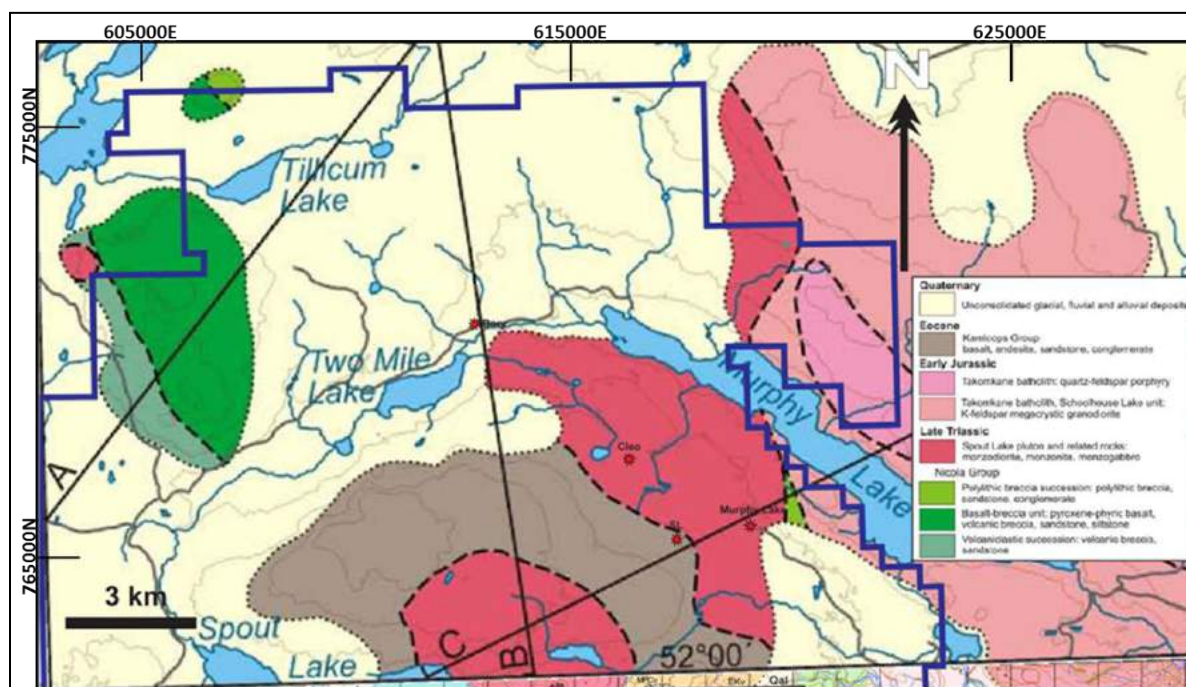 605000E
615000E
625000E
775000N
765000N
N
Tilhcum
Lake
Two Mile
Lake
Murphy
Lake
Cleo
Murphy Lake
A
3 km
Spout
Lake
C
B
52°00´
Qal
Quaternary
Unconsolidated glacial, fluvial and alluvial deposits
Eocene
Kamloops Group
basalt, andesite, sandstone, conglomerate
Early Jurassic
Takomkane batholith: quartz-feldspar porphyry
Takomkane batholith, Schoolhouse Lake unit:
K-feldspar megacrystic granodiorite
Late Triassic
Spout Lake pluton and related rocks:
monzodiorite, monzonite, monzogabbro
Nicola Group
Polylithic breccia succession: polylithic breccia,
sandstone, conglomerate
Basalt-breccia unit: pyroxene-phyric basalt,
volcanic breccia, sandstone, siltstone
Volcaniclastic succession: volcanic breccia,
sandstone